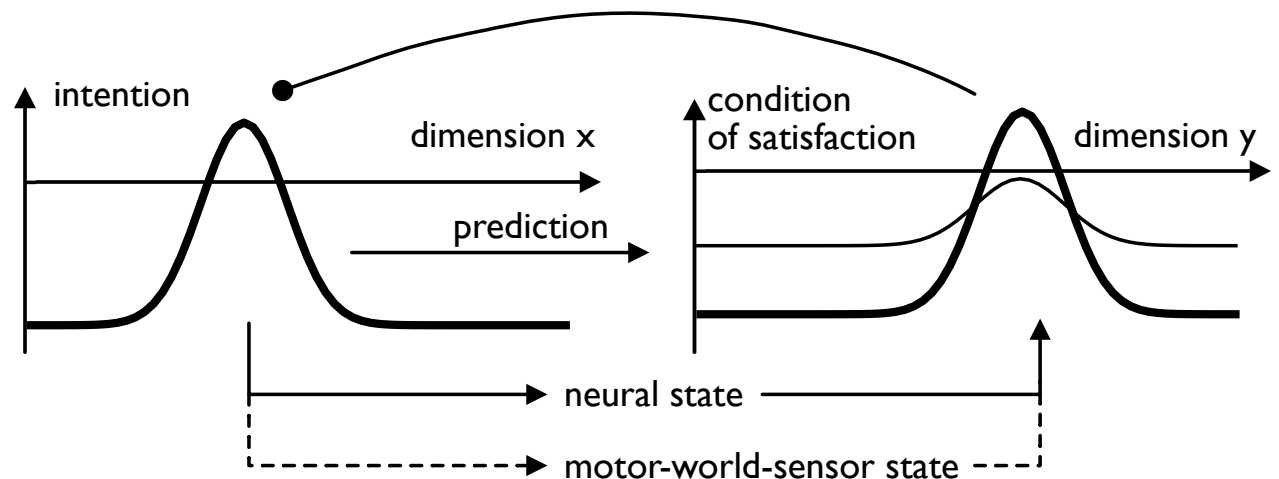 intention
dimension x
prediction
condition
of satisfaction
dimension y
neural state
motor-world-sensor state